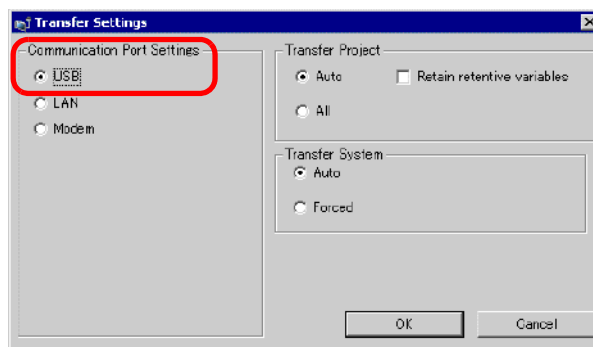 Transfer Settings
Communication Port Settings
USB
LAN
Modem
Transfer Project
Auto
Retain retentive variables
All
Transfer System
Auto
Forced
OK
Cancel